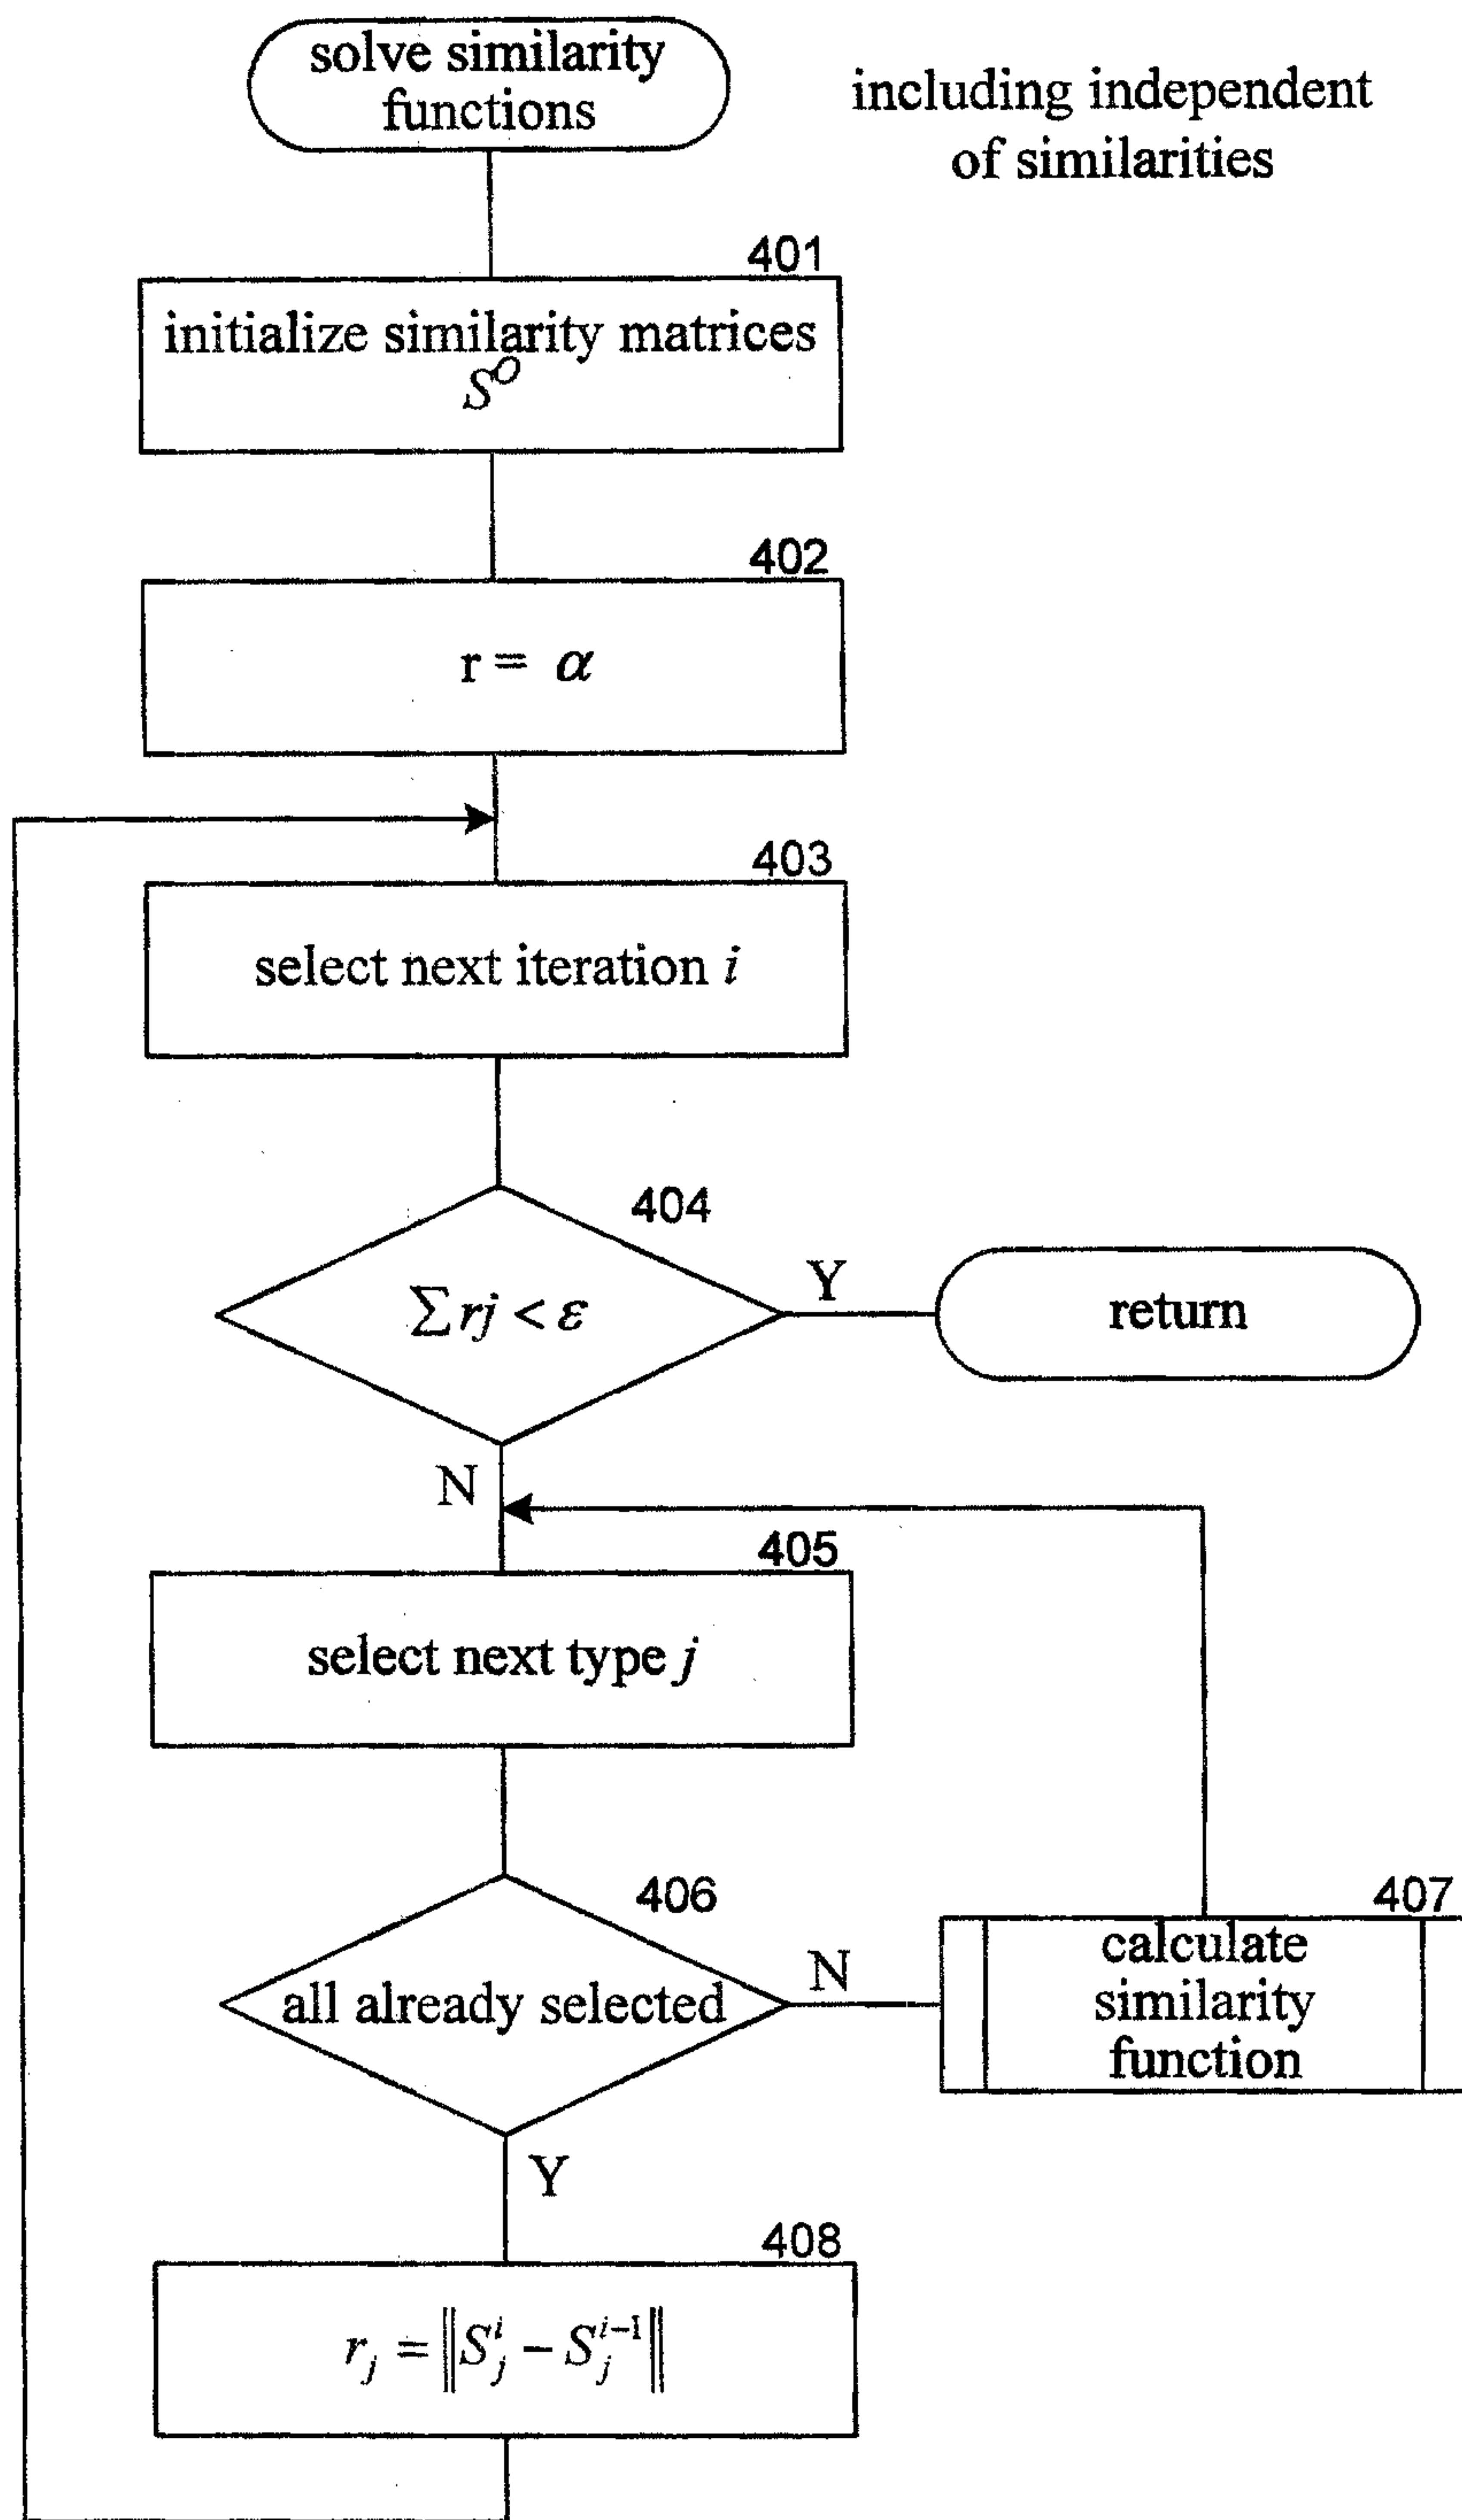 solve similarity
functions
including independent
of similarities
401
initialize similarity matrices
S^O
402
r = α
403
select next iteration i
404
∑ rj < ε
Y
return
N
405
select next type j
406
all already selected
N
407
calculate
similarity
function
Y
408
r_j = ‖S_j^i − S_j^{i−1}‖